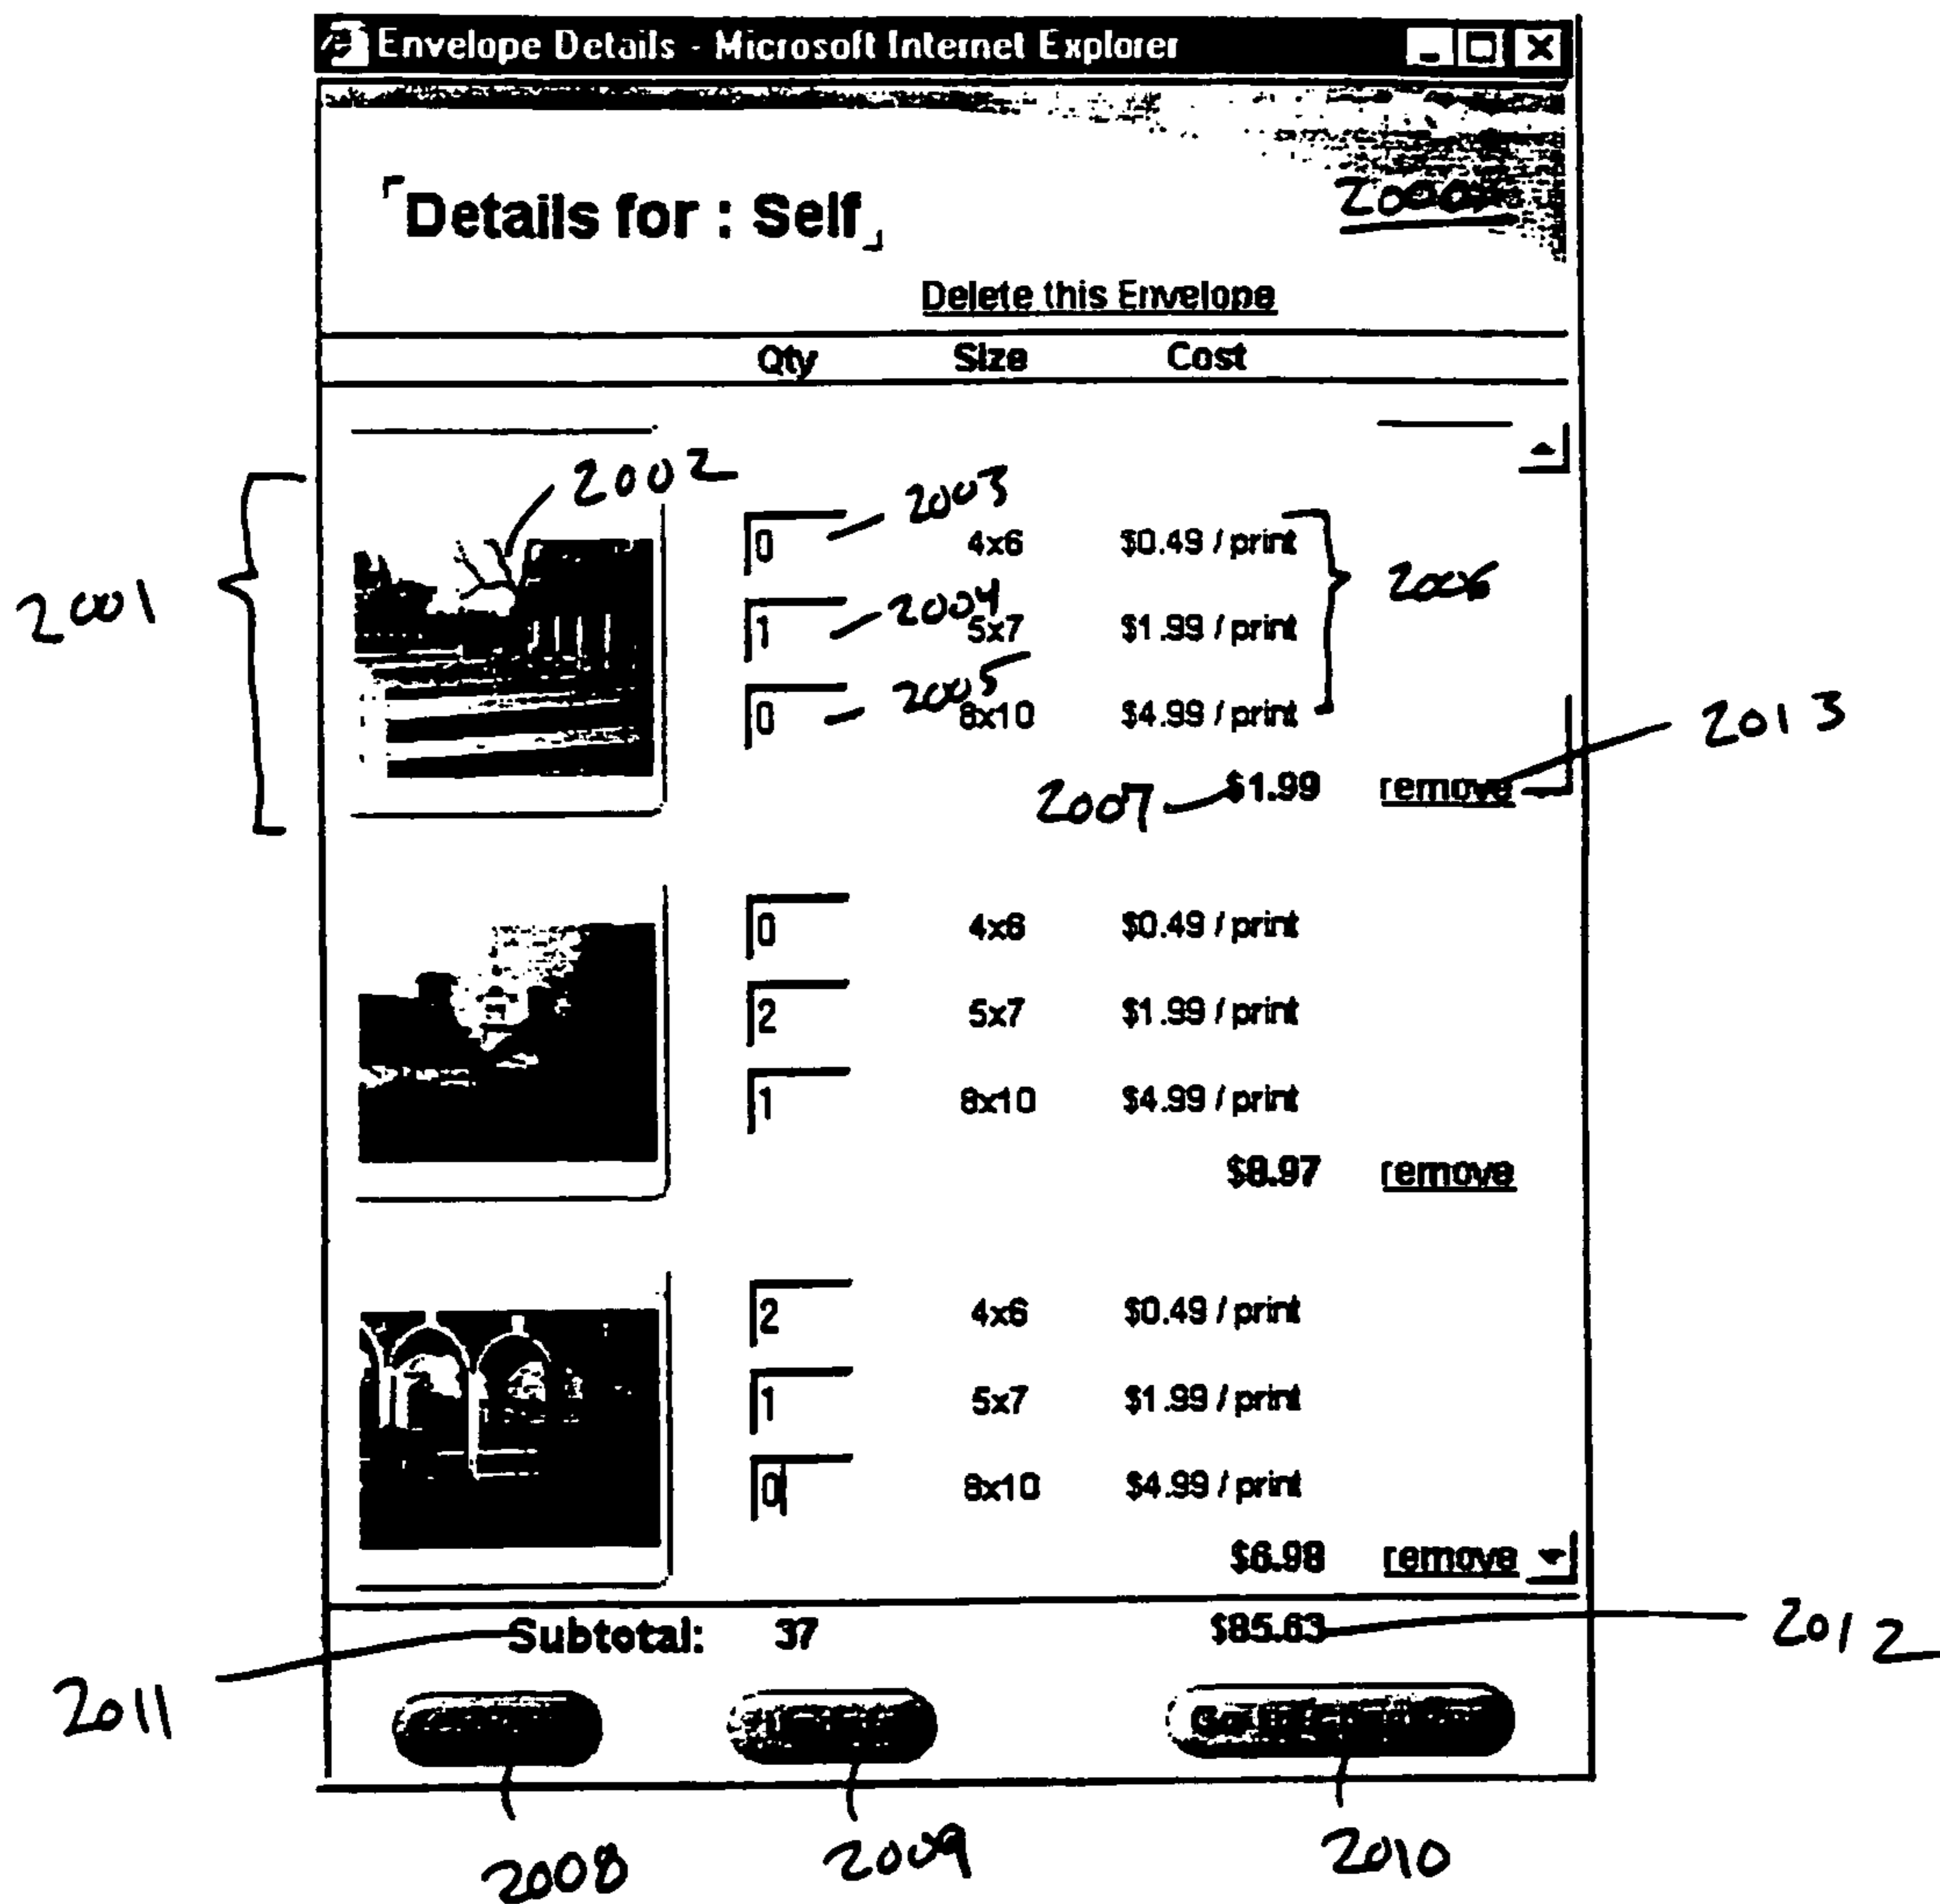 Envelope Details - Microsoft Internet Explorer
Details for : Self
2000
Delete this Envelope
Qty Size Cost
2002
2003
0 4x6 $0.49 / print
2001
2006
2004
1 5x7 $1.99 / print
2005
0 8x10 $4.99 / print
2013
2007 $1.99 remove
0 4x6 $0.49 / print
2 5x7 $1.99 / print
1 8x10 $4.99 / print
$8.97 remove
2 4x6 $0.49 / print
1 5x7 $1.99 / print
0 8x10 $4.99 / print
$6.98 remove
Subtotal: 37 $85.63
2012
2011
2008 2009 2010